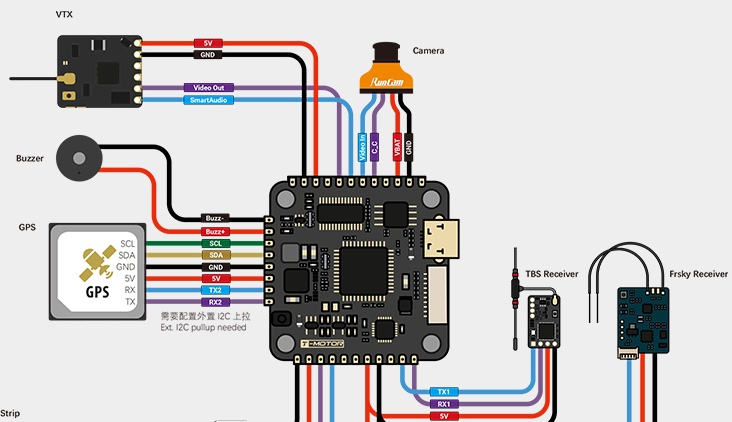 VTX
5V
GND
Video Out
SmartAudio
Camera
RunCam
Video In
C_C
VBAT
GND
Buzzer
Buzz-
Buzz+
GPS
SCL
SDA
GND
5V
RX
TX
GPS
SCL
SDA
GND
5V
TX2
RX2
需要配置外置 I2C 上拉
Ext. I2C pullup needed
T-MOTOR
TBS Receiver
Frsky Receiver
TX1
RX1
5V
Strip